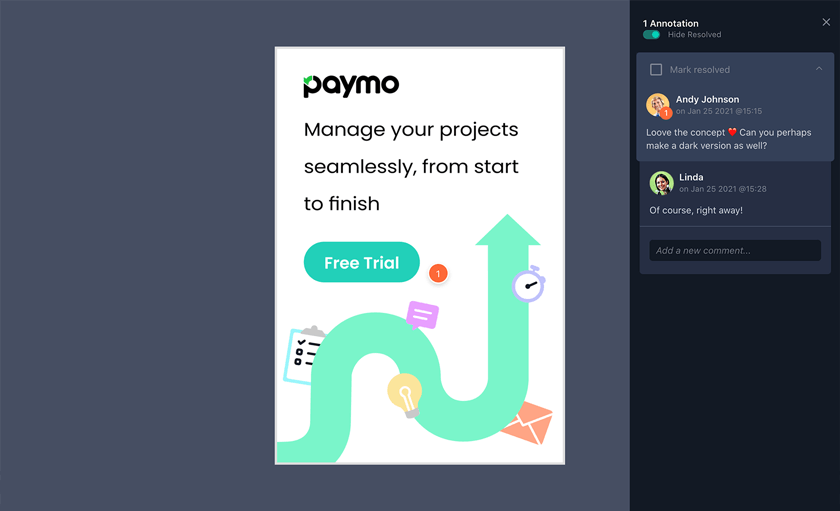 paymo
Manage your projects
seamlessly, from start
to finish
Free Trial
1
1 Annotation
Hide Resolved
Mark resolved
Andy Johnson
1
on Jan 25 2021 @15:15
Loove the concept ❤️ Can you perhaps
make a dark version as well?
Linda
on Jan 25 2021 @15:28
Of course, right away!
Add a new comment...